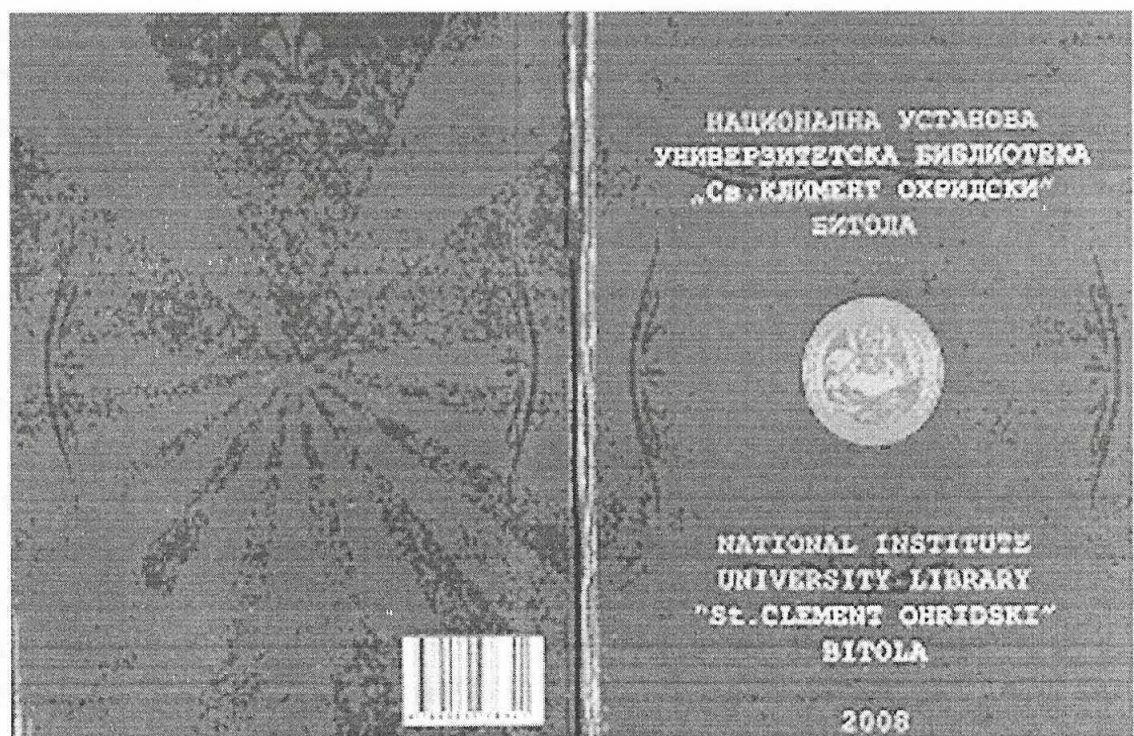 НАЦИОНАЛНА УСТАНОВА
УНИВЕРЗИТЕТСКА БИБЛИОТЕКА
„Св.КЛИМЕНТ ОХРИДСКИ"
БИТОЛА
NATIONAL INSTITUTE
UNIVERSITY LIBRARY
"St.CLEMENT OHRIDSKI"
BITOLA
2008